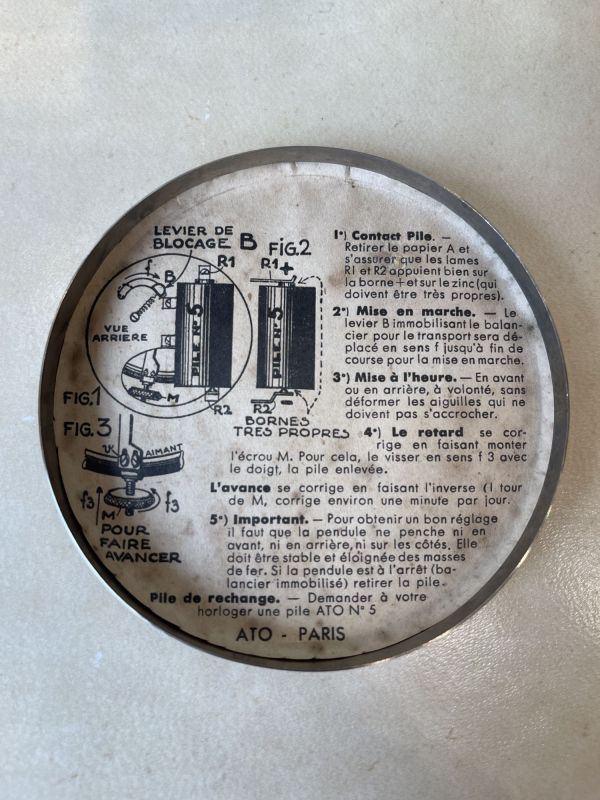 LEVIER DE
BLOCAGE B
FIG.2
R1
R1 +
f
B
PILE N° 5
PILE N° 5
VUE
ARRIERE
M
FIG.1
R2
R2 -
BORNES
TRES PROPRES
FIG.3
AIMANT
f3
f3
M
POUR
FAIRE
AVANCER
1°) Contact Pile. —
Retirer le papier A et
s'assurer que les lames
R1 et R2 appuient bien sur
la borne + et sur le zinc (qui
doivent être très propres).
2°) Mise en marche. — Le
levier B immobilisant le balan-
cier pour le transport sera dé-
placé en sens f jusqu'à fin de
course pour la mise en marche.
3°) Mise à l'heure. — En avant
ou en arrière, à volonté, sans
déformer les aiguilles qui ne
doivent pas s'accrocher.
4°) Le retard se cor-
rige en faisant monter
l'écrou M. Pour cela, le visser en sens f 3 avec
le doigt, la pile enlevée.
L'avance se corrige en faisant l'inverse (1 tour
de M, corrige environ une minute par jour.
5°) Important. — Pour obtenir un bon réglage
il faut que la pendule ne penche ni en
avant, ni en arrière, ni sur les côtés. Elle
doit être stable et éloignée des masses
de fer. Si la pendule est à l'arrêt (ba-
lancier immobilisé) retirer la pile.
Pile de rechange. — Demander à votre
horloger une pile ATO N° 5
ATO - PARIS